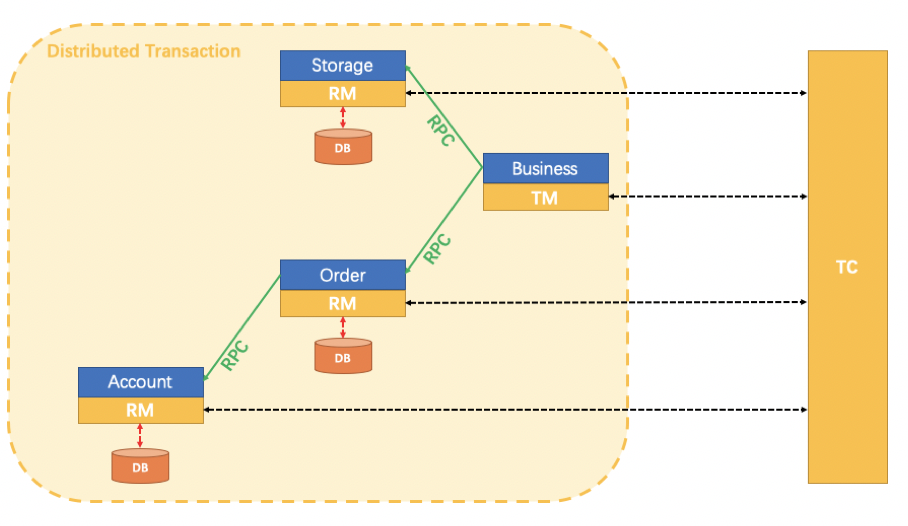 Distributed Transaction
Storage
RM
DB
RPC
Business
TM
RPC
Order
RM
DB
TC
RPC
Account
RM
DB